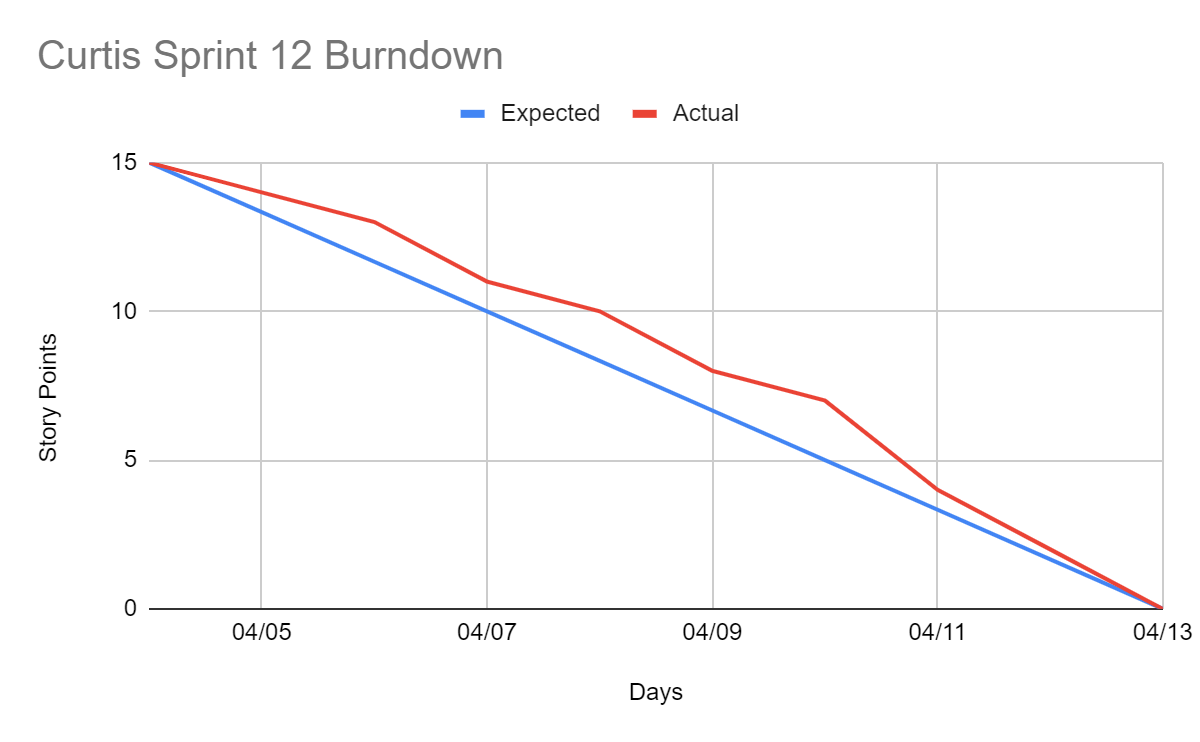 Curtis Sprint 12 Burndown
Expected
Actual
15
10
5
0
Story Points
04/05
04/07
04/09
04/11
04/13
Days